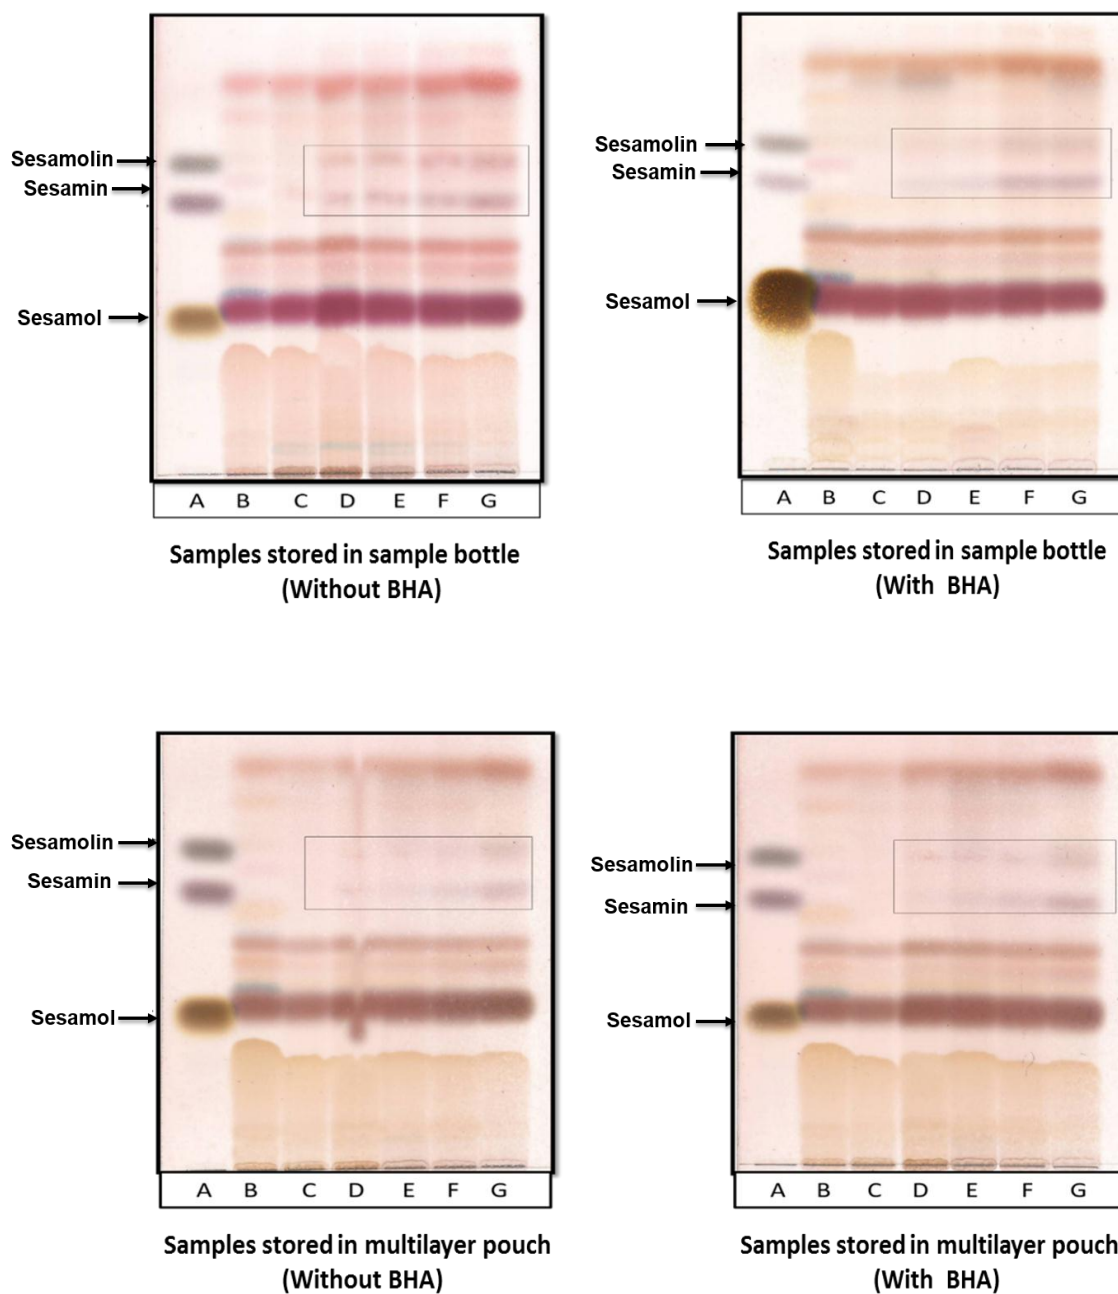 Sesamolin
Sesamin
Sesamol
A B C D E F G
Samples stored in sample bottle
(Without BHA)
Sesamolin
Sesamin
Sesamol
A B C D E F G
Samples stored in sample bottle
(With BHA)
Sesamolin
Sesamin
Sesamol
A B C D E F G
Samples stored in multilayer pouch
(Without BHA)
Sesamolin
Sesamin
Sesamol
A B C D E F G
Samples stored in multilayer pouch
(With BHA)